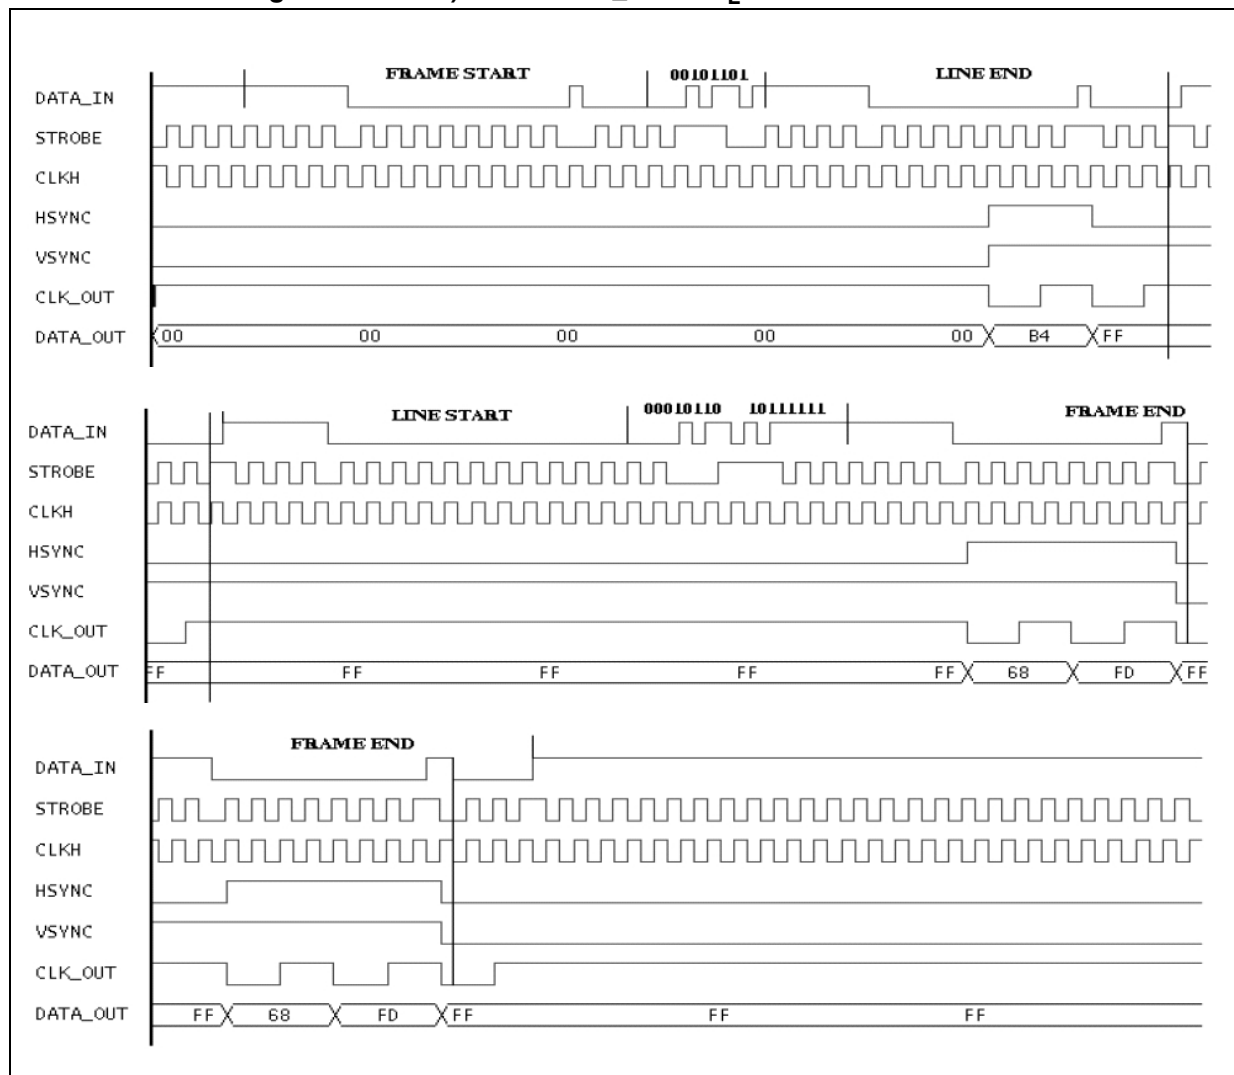 FRAME START 00101101 LINE END
DATA_IN
STROBE
CLKH
HSYNC
VSYNC
CLK_OUT
DATA_OUT 00 00 00 00 00 B4 FF
LINE START 00010110 10111111 FRAME END
DATA_IN
STROBE
CLKH
HSYNC
VSYNC
CLK_OUT
DATA_OUT FF FF FF FF FF 68 FD FF
FRAME END
DATA_IN
STROBE
CLKH
HSYNC
VSYNC
CLK_OUT
DATA_OUT FF 68 FD FF FF FF